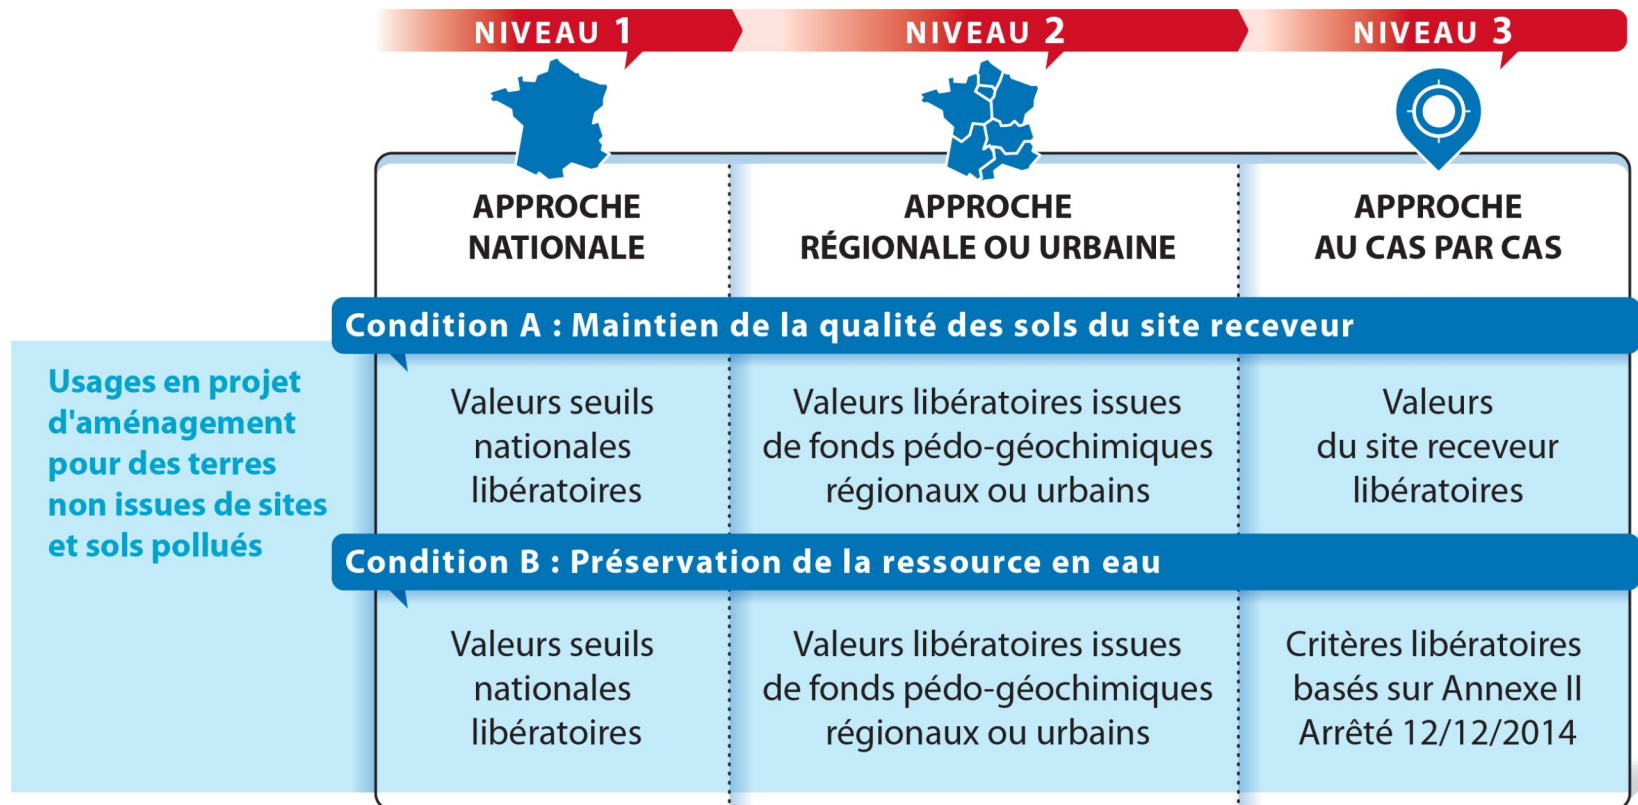 NIVEAU 1
NIVEAU 2
NIVEAU 3
APPROCHE
NATIONALE
APPROCHE
RÉGIONALE OU URBAINE
APPROCHE
AU CAS PAR CAS
Condition A : Maintien de la qualité des sols du site receveur
Usages en projet
d'aménagement
pour des terres
non issues de sites
et sols pollués
Valeurs seuils
nationales
libératoires
Valeurs libératoires issues
de fonds pédo-géochimiques
régionaux ou urbains
Valeurs
du site receveur
libératoires
Condition B : Préservation de la ressource en eau
Valeurs seuils
nationales
libératoires
Valeurs libératoires issues
de fonds pédo-géochimiques
régionaux ou urbains
Critères libératoires
basés sur Annexe II
Arrêté 12/12/2014